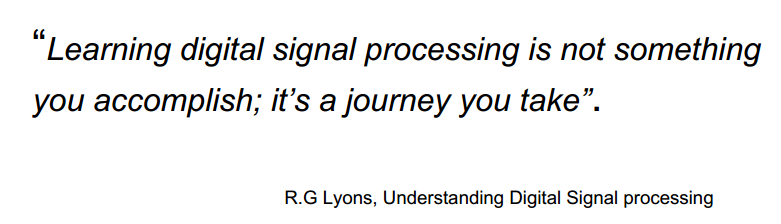 “Learning digital signal processing is not something
you accomplish; it’s a journey you take”.
R.G Lyons, Understanding Digital Signal processing